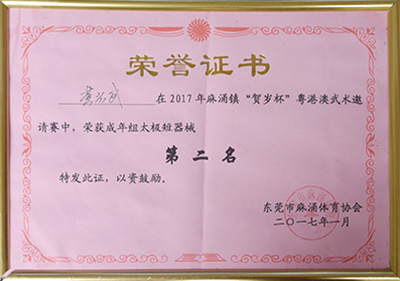 荣誉证书
在2017年麻涌镇“贺岁杯”粤港澳武术邀
请赛中，荣获成年组太极短器械
第二名
特发此证，以资鼓励。
东莞市麻涌体育协会
二〇一七年一月